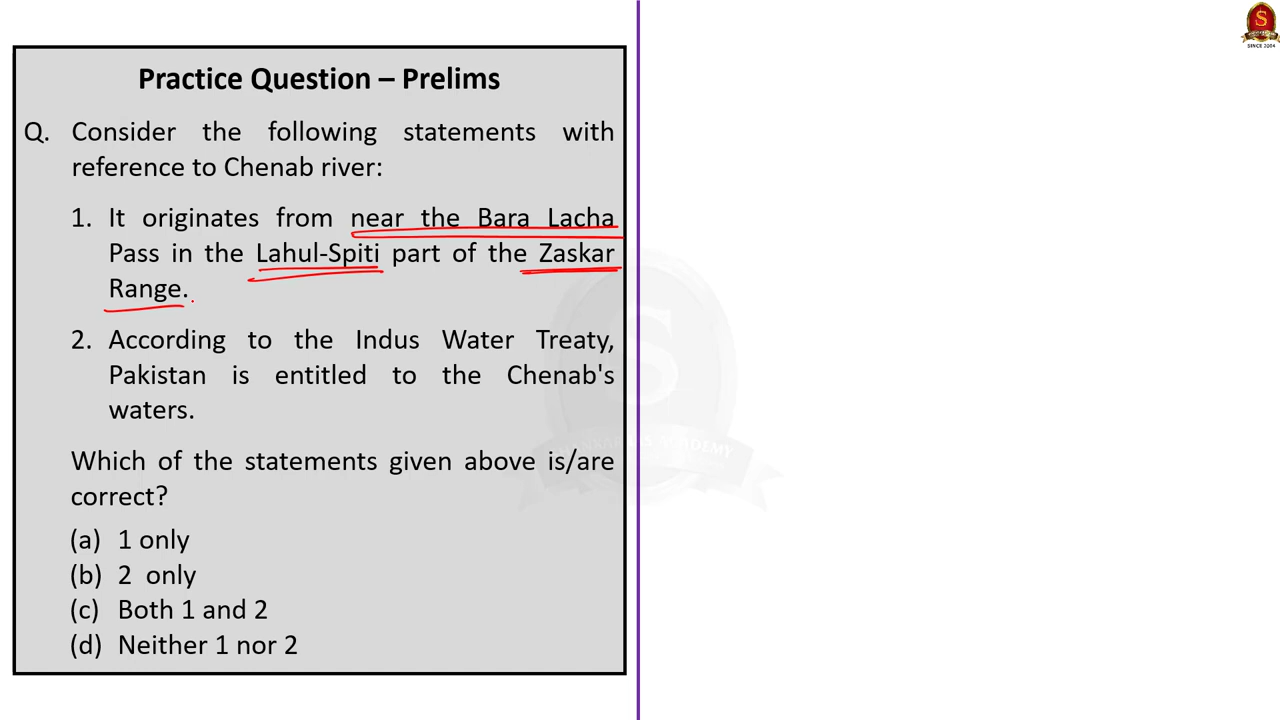 S
SINCE 2004
Practice Question – Prelims
Q. Consider the following statements with
reference to Chenab river:
1. It originates from near the Bara Lacha
Pass in the Lahul-Spiti part of the Zaskar
Range.
2. According to the Indus Water Treaty,
Pakistan is entitled to the Chenab's
waters.
Which of the statements given above is/are
correct?
(a) 1 only
(b) 2 only
(c) Both 1 and 2
(d) Neither 1 nor 2